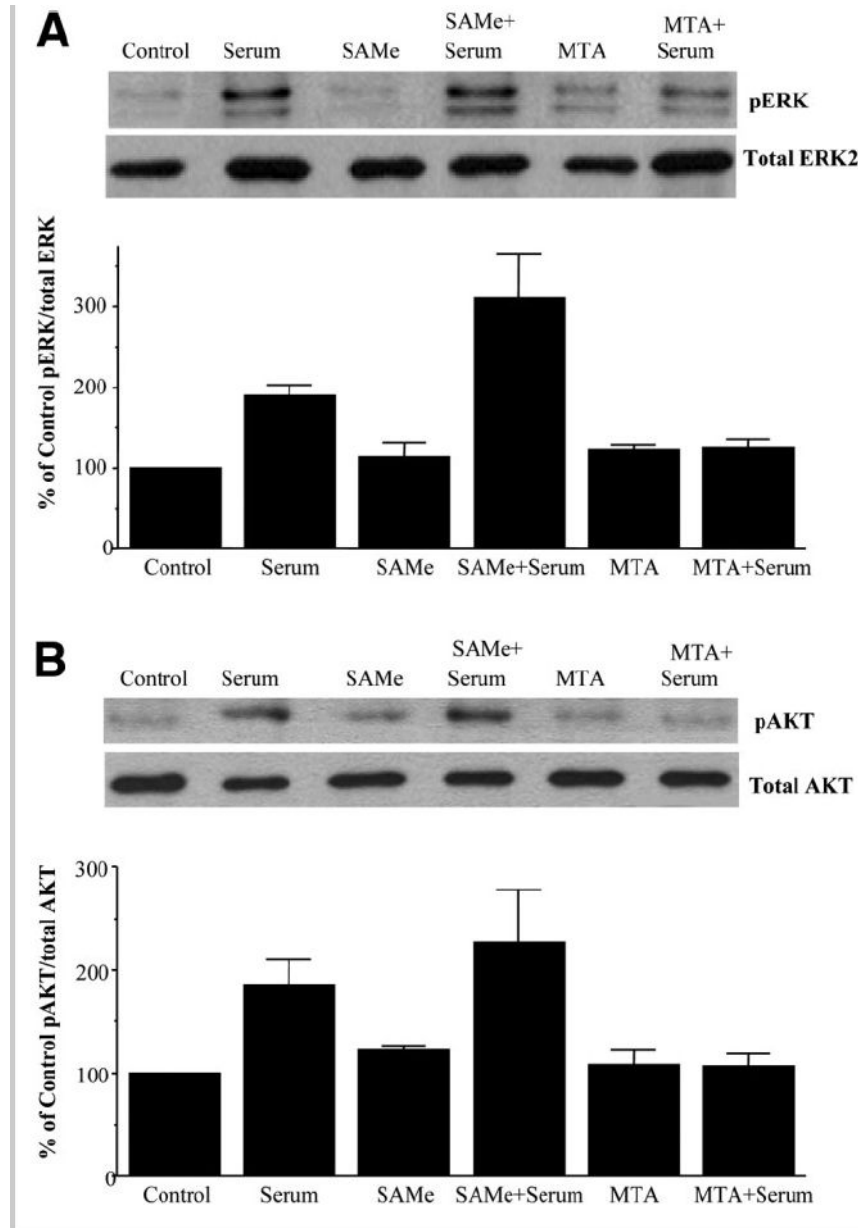 A
Control Serum SAMe SAMe+ Serum MTA MTA+ Serum
pERK
Total ERK2
% of Control pERK/total ERK
300
200
100
0
Control Serum SAMe SAMe+Serum MTA MTA+Serum
B
Control Serum SAMe SAMe+ Serum MTA MTA+ Serum
pAKT
Total AKT
% of Control pAKT/total AKT
300
200
100
0
Control Serum SAMe SAMe+Serum MTA MTA+Serum